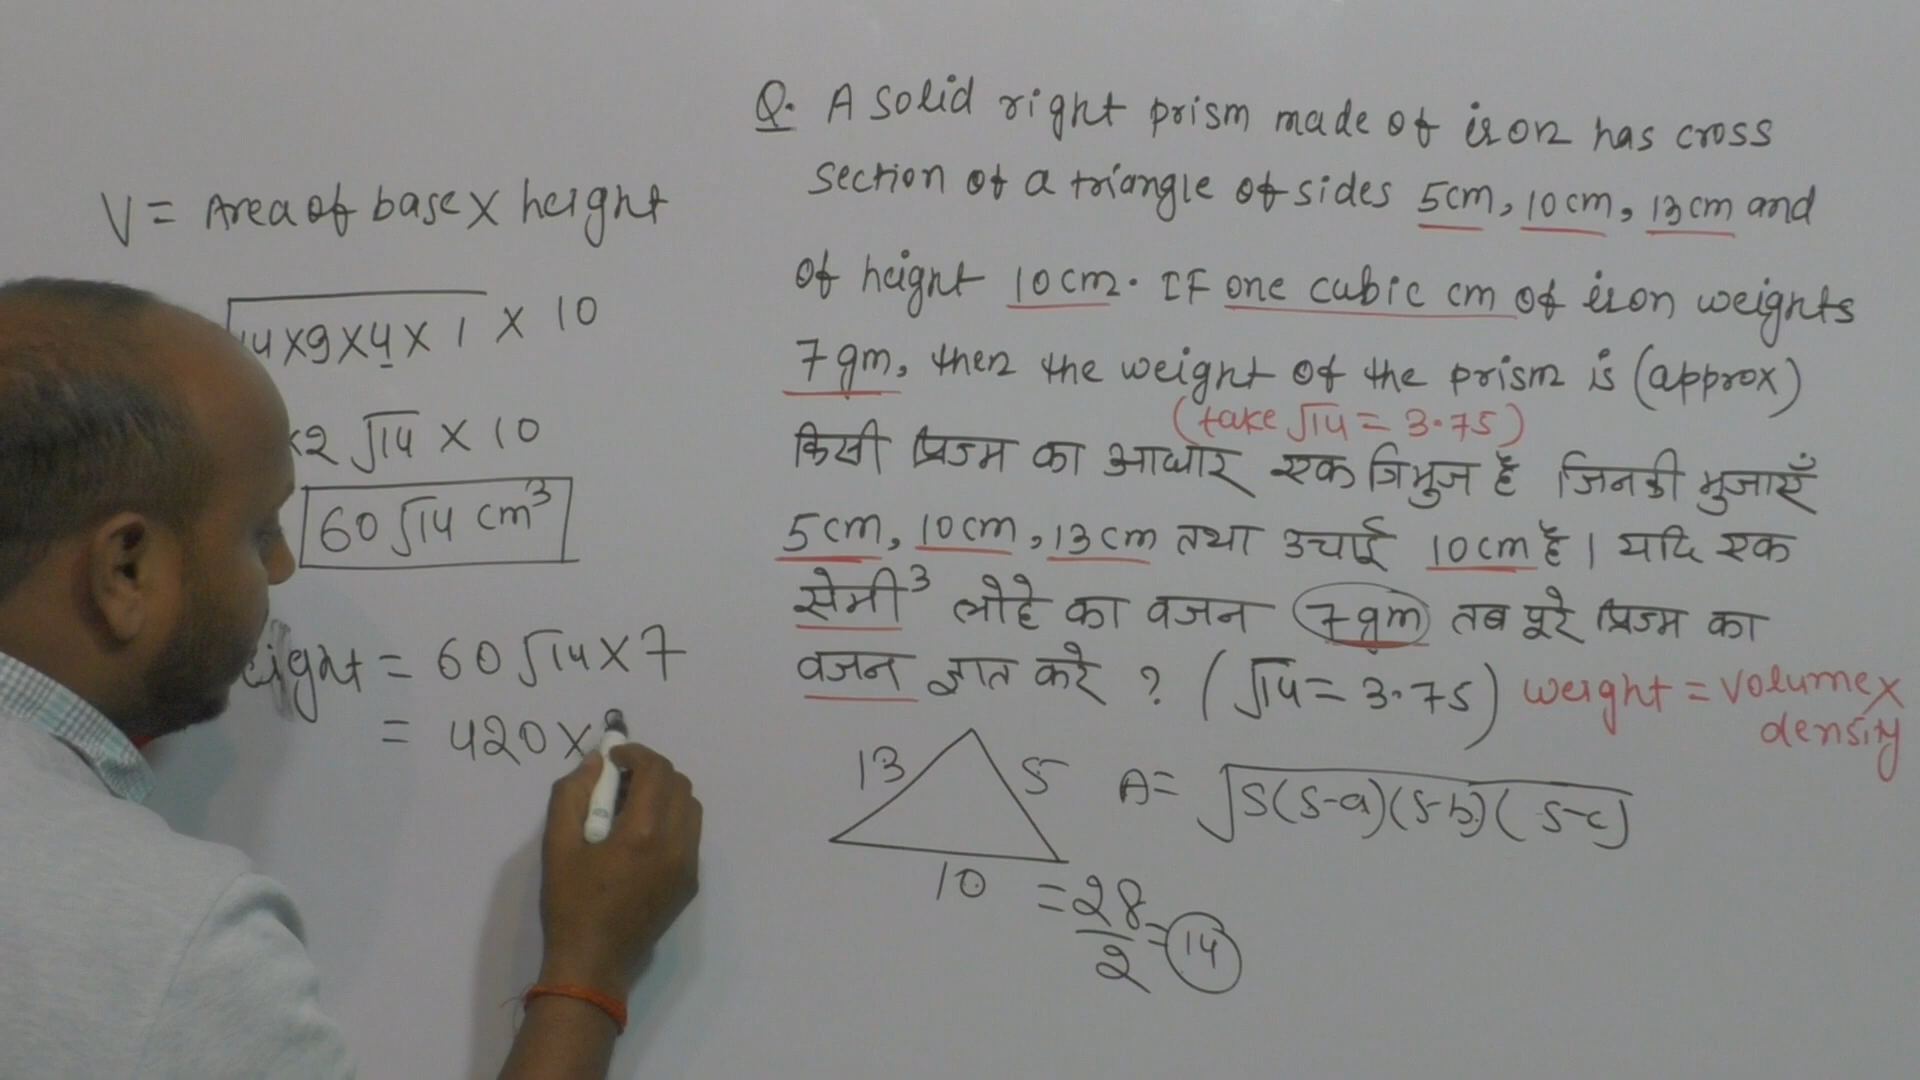 V = Area of base X height
14X9X4X1 X 10
X2 √14 X 10
60√14 cm³
eight = 60√14 X 7
= 420 X
Q. A solid right prism made of iron has cross
section of a triangle of sides 5cm, 10cm, 13cm and
of height 10cm. IF one cubic cm of iron weights
7gm, then the weight of the prism is (approx)
(take √14 = 3.75)
किसी प्रिज्म का आधार एक त्रिभुज है जिनकी भुजाएँ
5cm, 10cm, 13cm तथा उचाई 10cm है। यदि एक
सेमी³ लोहे का वजन 7gm तब पूरे प्रिज्म का
वजन ज्ञात करे ? (√14 = 3.75)
weight = volume X
density
13
5
10
A = √S(S-a)(S-b)(S-c)
= 28/2 = 14